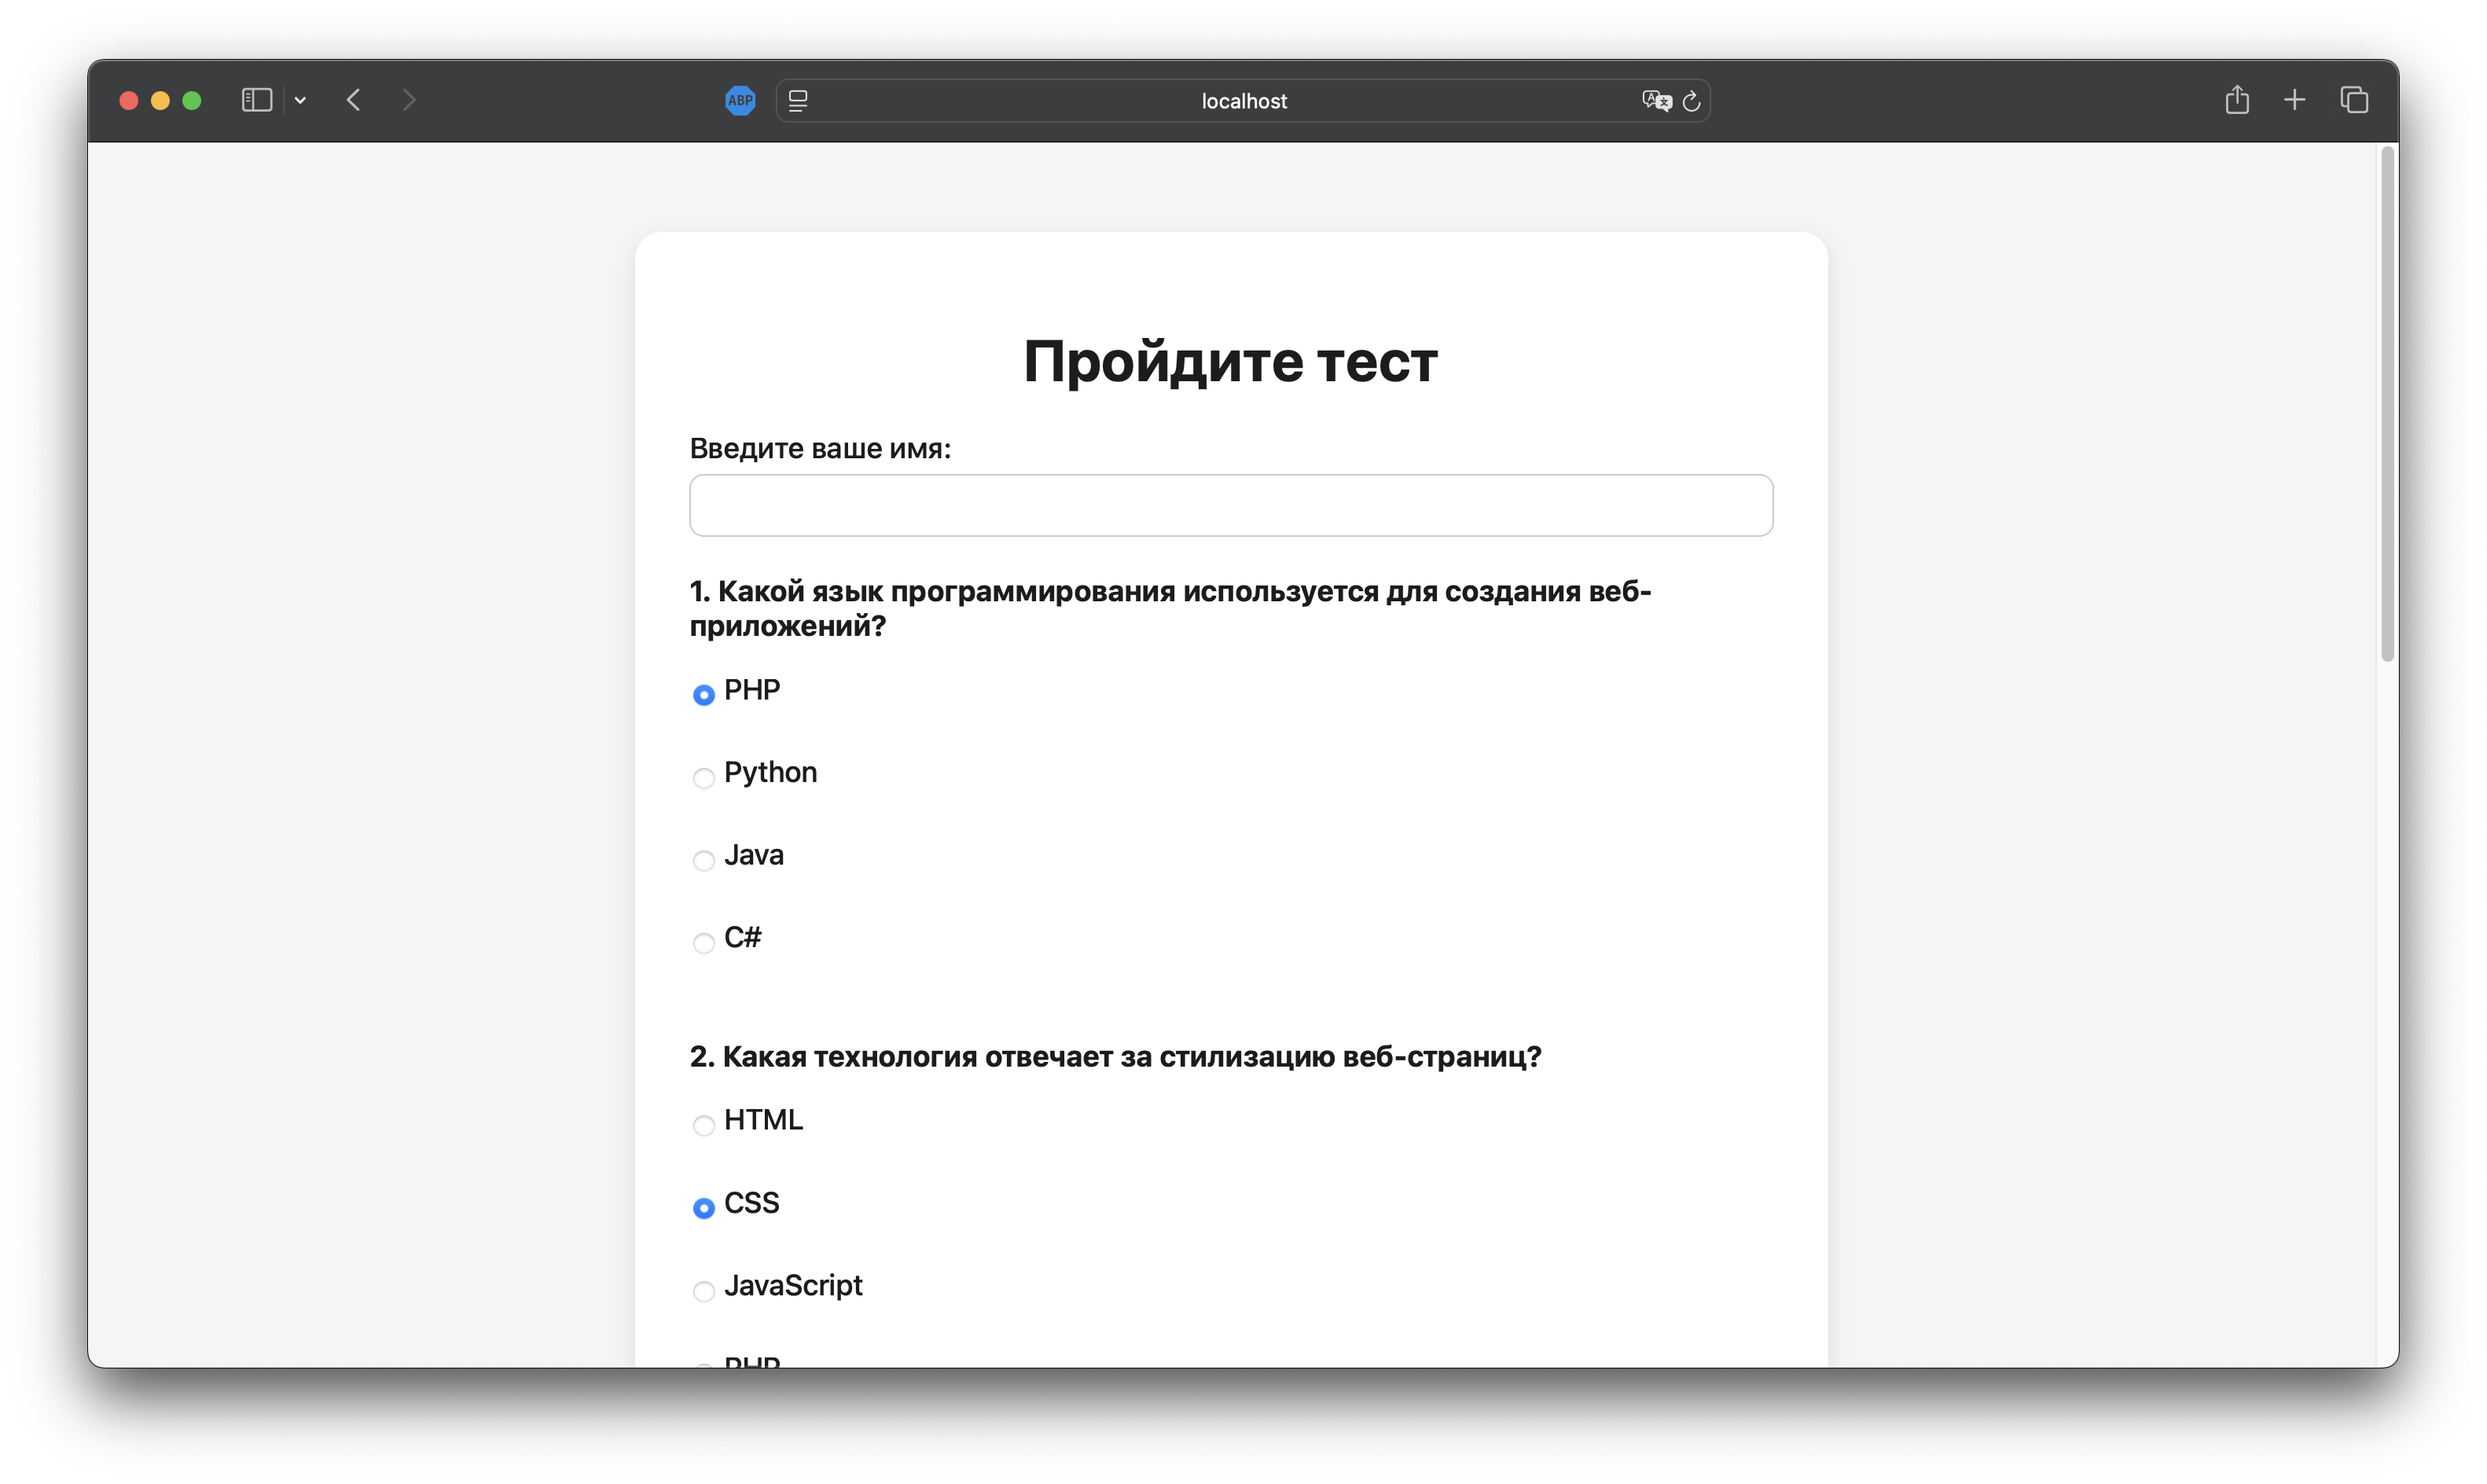 ABP
localhost
Пройдите тест
Введите ваше имя:
1. Какой язык программирования используется для создания веб-
приложений?
PHP
Python
Java
C#
2. Какая технология отвечает за стилизацию веб-страниц?
HTML
CSS
JavaScript
PHP